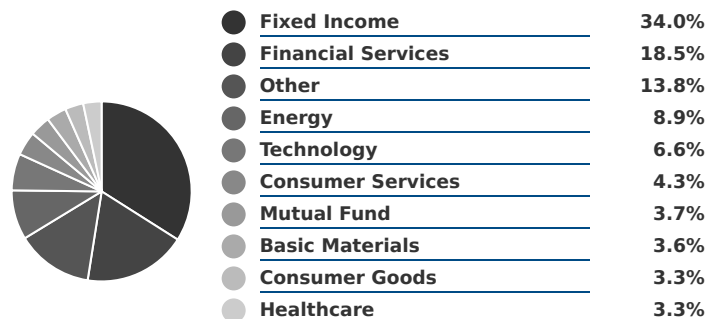 Fixed Income 34.0%
Financial Services 18.5%
Other 13.8%
Energy 8.9%
Technology 6.6%
Consumer Services 4.3%
Mutual Fund 3.7%
Basic Materials 3.6%
Consumer Goods 3.3%
Healthcare 3.3%